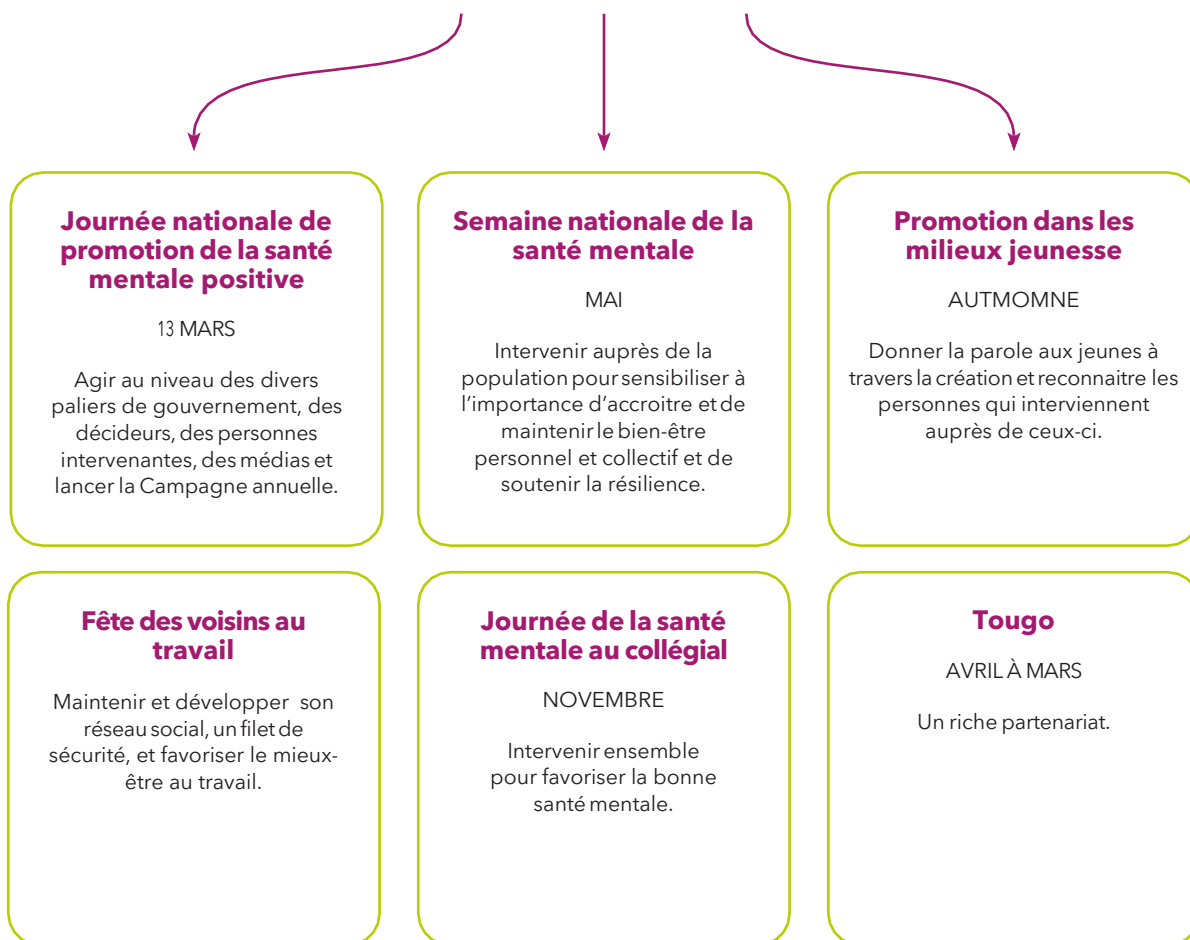 Journée nationale de
promotion de la santé
mentale positive
13 MARS
Agir au niveau des divers
paliers de gouvernement, des
décideurs, des personnes
intervenantes, des médias et
lancer la Campagne annuelle.
Semaine nationale de la
santé mentale
MAI
Intervenir auprès de la
population pour sensibiliser à
l'importance d'accroitre et de
maintenir le bien-être
personnel et collectif et de
soutenir la résilience.
Promotion dans les
milieux jeunesse
AUTMOMNE
Donner la parole aux jeunes à
travers la création et reconnaitre les
personnes qui interviennent
auprès de ceux-ci.
Fête des voisins au
travail
Maintenir et développer son
réseau social, un filet de
sécurité, et favoriser le mieux-
être au travail.
Journée de la santé
mentale au collégial
NOVEMBRE
Intervenir ensemble
pour favoriser la bonne
santé mentale.
Tougo
AVRIL À MARS
Un riche partenariat.